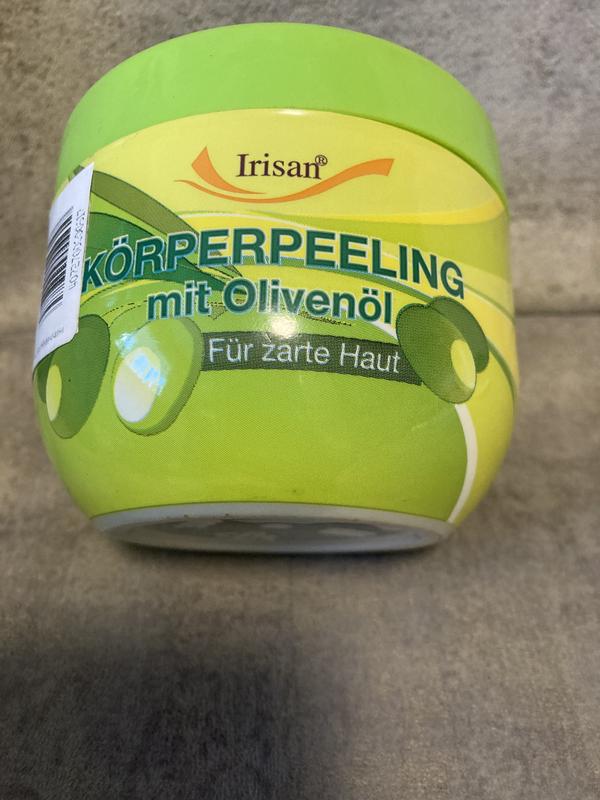 Irisan®
KÖRPERPEELING
mit Olivenöl
Für zarte Haut